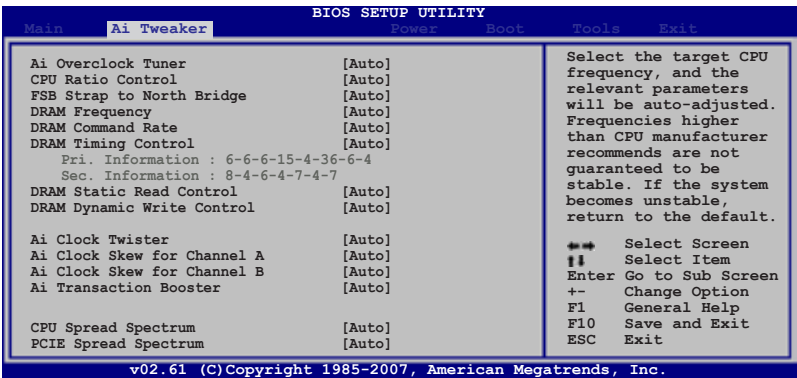 BIOS SETUP UTILITY
Main Ai Tweaker Power Boot Tools Exit
Ai Overclock Tuner [Auto]
CPU Ratio Control [Auto]
FSB Strap to North Bridge [Auto]
DRAM Frequency [Auto]
DRAM Command Rate [Auto]
DRAM Timing Control [Auto]
Pri. Information : 6-6-6-15-4-36-6-4
Sec. Information : 8-4-6-4-7-4-7
DRAM Static Read Control [Auto]
DRAM Dynamic Write Control [Auto]
Ai Clock Twister [Auto]
Ai Clock Skew for Channel A [Auto]
Ai Clock Skew for Channel B [Auto]
Ai Transaction Booster [Auto]
CPU Spread Spectrum [Auto]
PCIE Spread Spectrum [Auto]
Select the target CPU
frequency, and the
relevant parameters
will be auto-adjusted.
Frequencies higher
than CPU manufacturer
recommends are not
guaranteed to be
stable. If the system
becomes unstable,
return to the default.
Select Screen
Select Item
Enter Go to Sub Screen
+- Change Option
F1 General Help
F10 Save and Exit
ESC Exit
v02.61 (C)Copyright 1985-2007, American Megatrends, Inc.